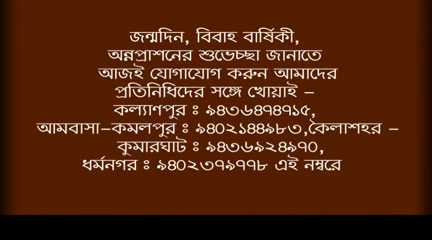 জন্মদিন, বিবাহ বার্ষিকী,
অন্নপ্রাশনের শুভেচ্ছা জানাতে
আজই যোগাযোগ করুন আমাদের
প্রতিনিধিদের সঙ্গে খোয়াই –
কল্যাণপুর ঃ ৯৪৩৬৪৭৪৭১৫,
আমবাসা-কমলপুর ঃ ৯৪০২১৪৪৯৮৩,কৈলাশহর –
কুমারঘাট ঃ ৯৪৩৬৯২৪৯৭০,
ধর্মনগর ঃ ৯৪০২৩৭৯৭৭৮ এই নম্বরে